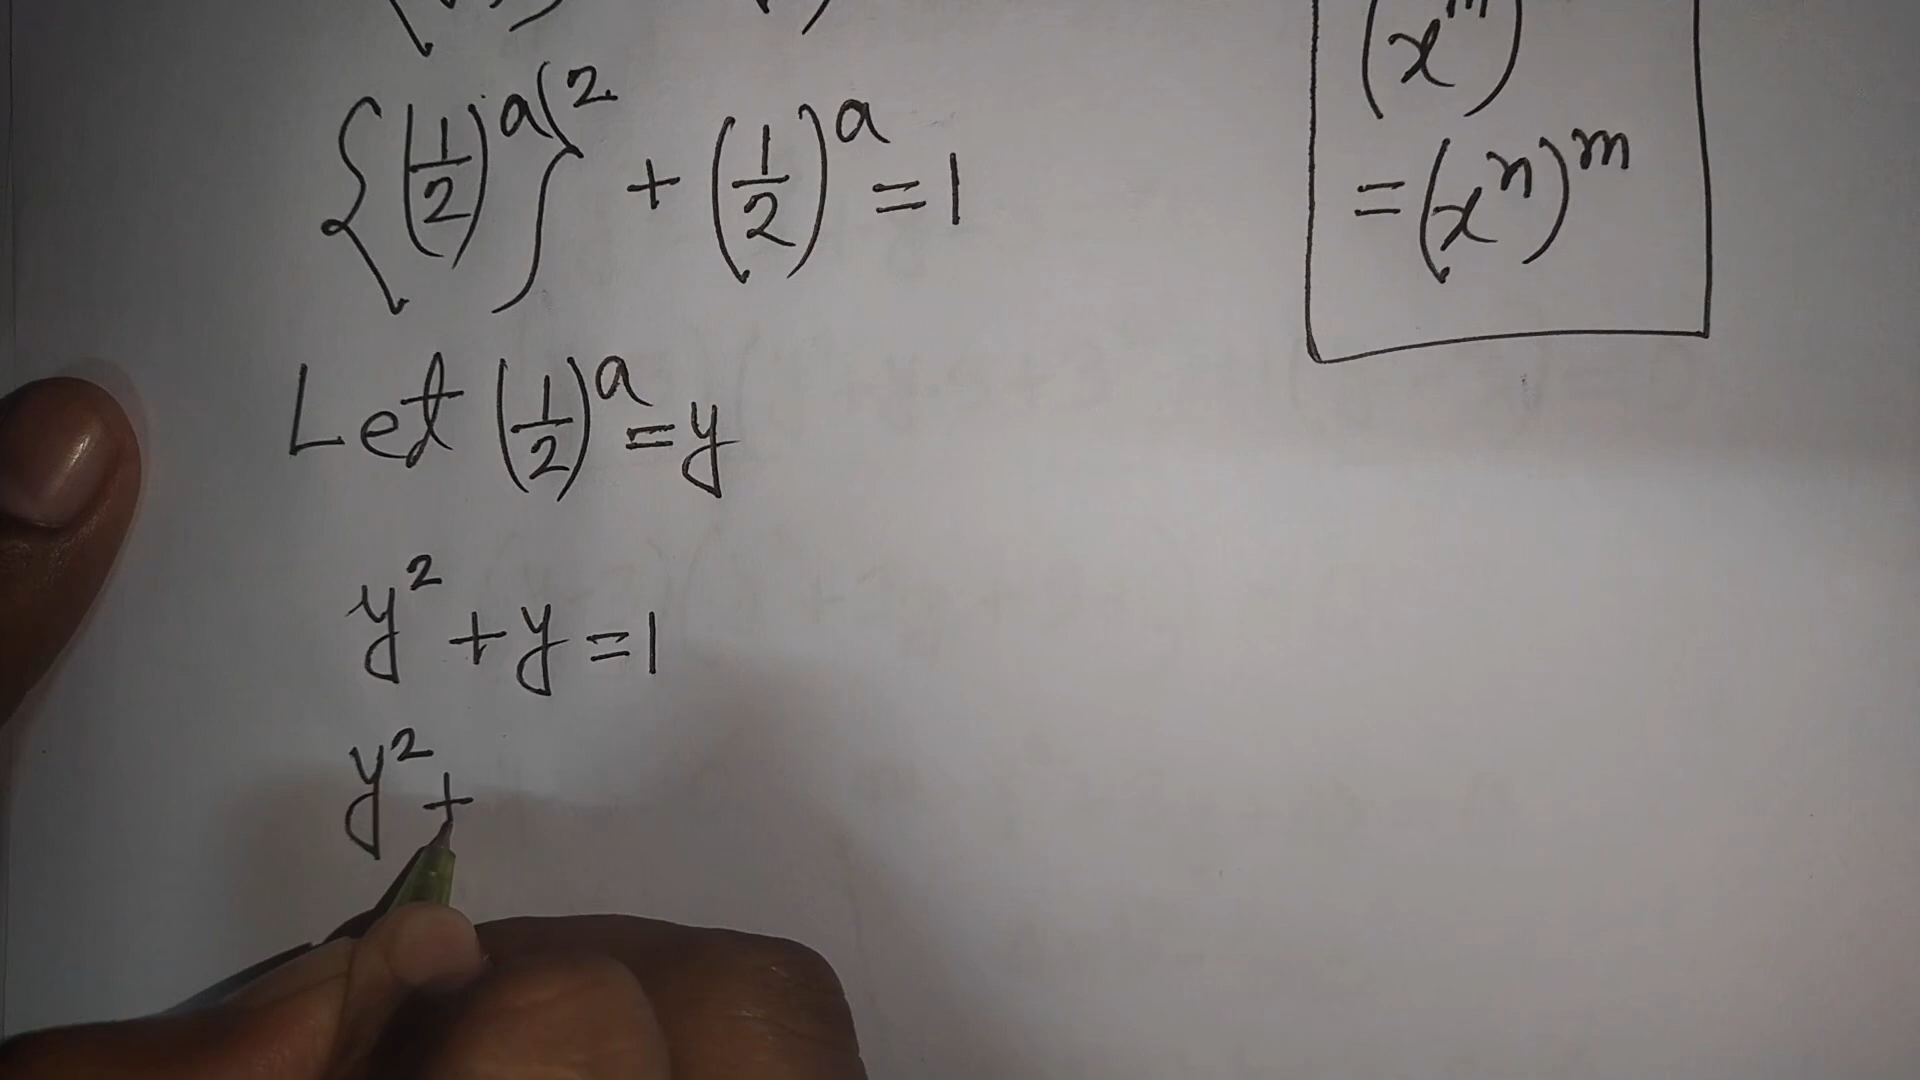 {(1/2)^a}^2 + (1/2)^a = 1
Let (1/2)^a = y
y^2 + y = 1
y^2 +
(x^m)
= (x^n)^m